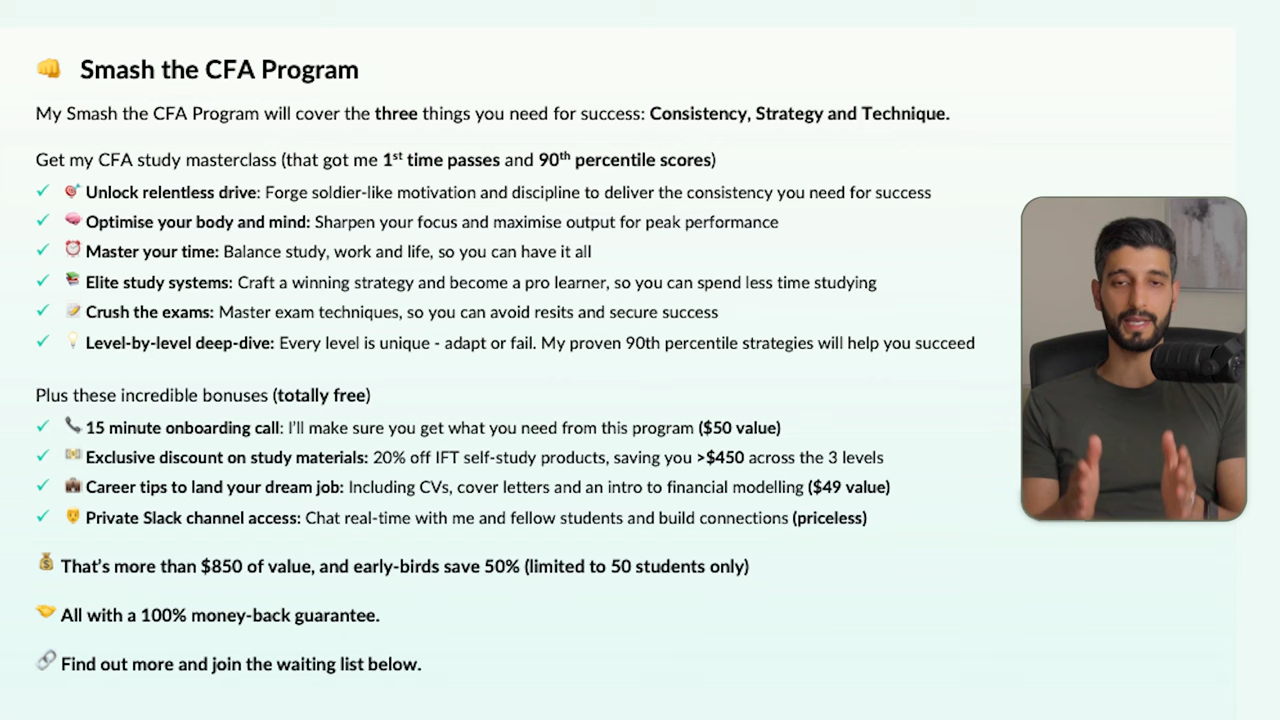 Smash the CFA Program
My Smash the CFA Program will cover the three things you need for success: Consistency, Strategy and Technique.
Get my CFA study masterclass (that got me 1st time passes and 90th percentile scores)
✓ 🎯 Unlock relentless drive: Forge soldier-like motivation and discipline to deliver the consistency you need for success
✓ 🧠 Optimise your body and mind: Sharpen your focus and maximise output for peak performance
✓ ⏰ Master your time: Balance study, work and life, so you can have it all
✓ 📚 Elite study systems: Craft a winning strategy and become a pro learner, so you can spend less time studying
✓ 📝 Crush the exams: Master exam techniques, so you can avoid resits and secure success
✓ 💡 Level-by-level deep-dive: Every level is unique - adapt or fail. My proven 90th percentile strategies will help you succeed
Plus these incredible bonuses (totally free)
✓ 📞 15 minute onboarding call: I'll make sure you get what you need from this program ($50 value)
✓ 💵 Exclusive discount on study materials: 20% off IFT self-study products, saving you >$450 across the 3 levels
✓ 💼 Career tips to land your dream job: Including CVs, cover letters and an intro to financial modelling ($49 value)
✓ Private Slack channel access: Chat real-time with me and fellow students and build connections (priceless)
💰 That's more than $850 of value, and early-birds save 50% (limited to 50 students only)
🤝 All with a 100% money-back guarantee.
🔗 Find out more and join the waiting list below.